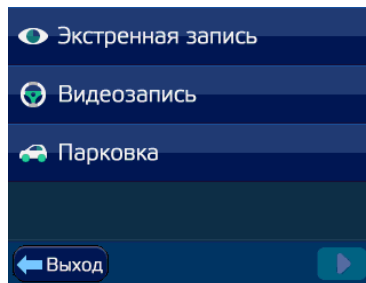 Экстренная запись
Видеозапись
Парковка
Выход